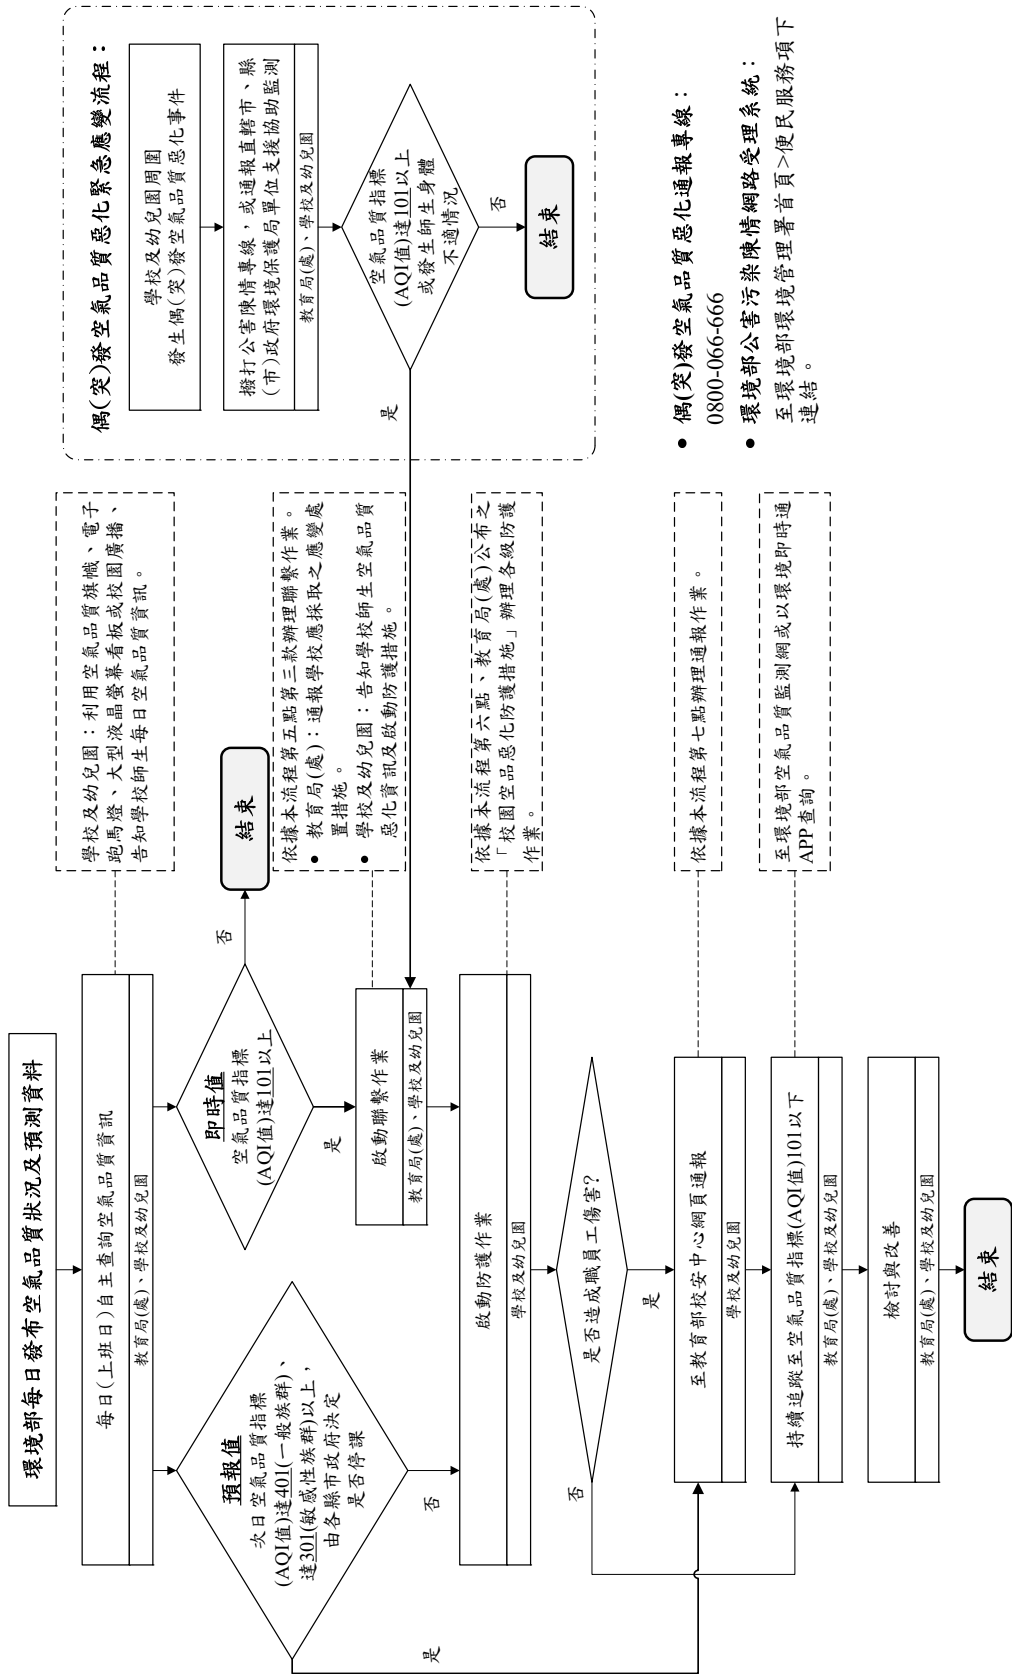 環境部每日發布空氣品質狀況及預測資料
每日(上班日)自主查詢空氣品質資訊
教育局(處)、學校及幼兒園
學校及幼兒園：利用空氣品質旗幟、電子
跑馬燈、大型液晶螢幕看板或校園廣播、
告知學校師生每日空氣品質資訊。
預報值
次日空氣品質指標
(AQI值)達401(一般族群)、
達301(敏感性族群)以上，
由各縣市政府決定
是否停課
是
否
即時值
空氣品質指標
(AQI值)達101以上
否
結束
是
啟動聯繫作業
教育局(處)、學校及幼兒園
依據本流程第五點第三款辦理聯繫作業。
• 教育局(處)：通報學校應採取之應變處
置措施。
• 學校及幼兒園：告知學校師生空氣品質
惡化資訊及啟動防護措施。
啟動防護作業
學校及幼兒園
依據本流程第六點、教育局(處)公布之
「校園空品惡化防護措施」辦理各級防護
作業。
是否造成職員工傷害?
否
是
至教育部校安中心網頁通報
學校及幼兒園
依據本流程第七點辦理通報作業。
持續追蹤至空氣品質指標(AQI值)101以下
教育局(處)、學校及幼兒園
至環境部空氣品質監測網或以環境即時通
APP查詢。
檢討與改善
教育局(處)、學校及幼兒園
結束
偶(突)發空氣品質惡化緊急應變流程：
學校及幼兒園周圍
發生偶(突)發空氣品質惡化事件
撥打公害陳情專線，或通報直轄市、縣
(市)政府環境保護局單位支援協助監測
教育局(處)、學校及幼兒園
空氣品質指標
(AQI值)達101以上
或發生師生身體
不適情況
是
否
結束
• 偶(突)發空氣品質惡化通報專線：
0800-066-666
• 環境部公害污染陳情網路受理系統：
至環境部環境管理署首頁>便民服務項下
連結。